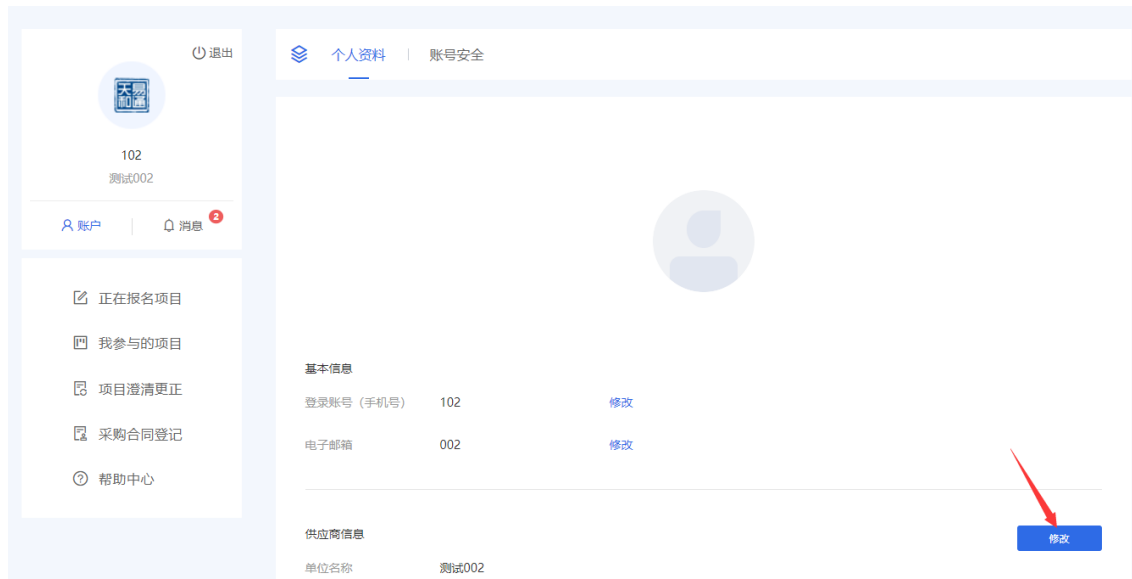 退出
天易
和通
102
测试002
账户
消息
2
正在报名项目
我参与的项目
项目澄清更正
采购合同登记
帮助中心
个人资料
账号安全
基本信息
登录账号（手机号） 102 修改
电子邮箱 002 修改
供应商信息
修改
单位名称 测试002